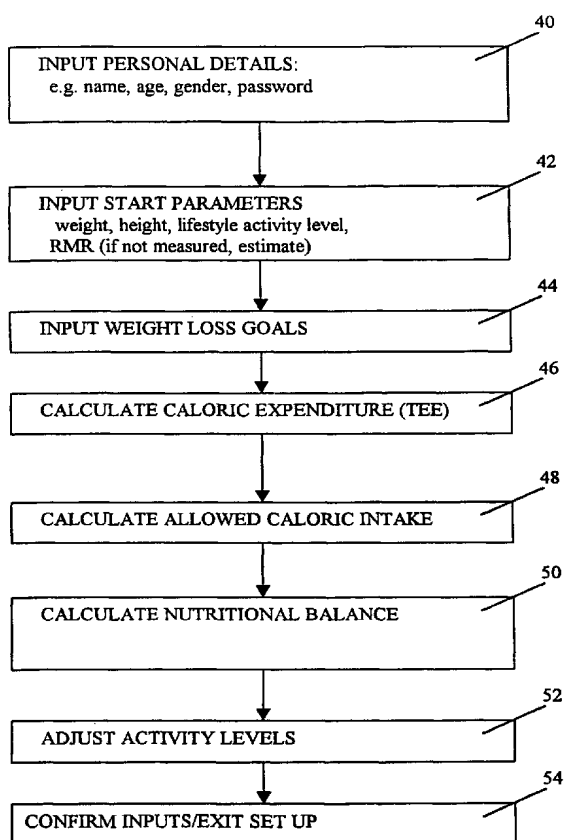 40
INPUT PERSONAL DETAILS:
e.g. name, age, gender, password
42
INPUT START PARAMETERS
weight, height, lifestyle activity level,
RMR (if not measured, estimate)
44
INPUT WEIGHT LOSS GOALS
46
CALCULATE CALORIC EXPENDITURE (TEE)
48
CALCULATE ALLOWED CALORIC INTAKE
50
CALCULATE NUTRITIONAL BALANCE
52
ADJUST ACTIVITY LEVELS
54
CONFIRM INPUTS/EXIT SET UP